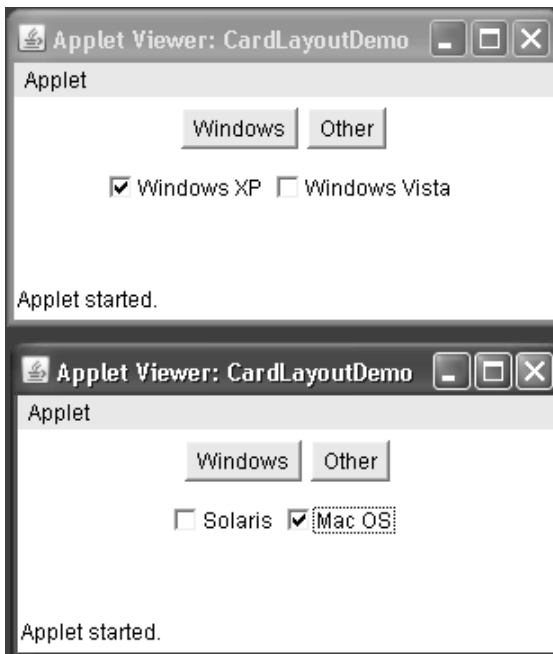 Applet Viewer: CardLayoutDemo
Applet
Windows Other
Windows XP Windows Vista
Applet started.
Applet Viewer: CardLayoutDemo
Applet
Windows Other
Solaris Mac OS
Applet started.